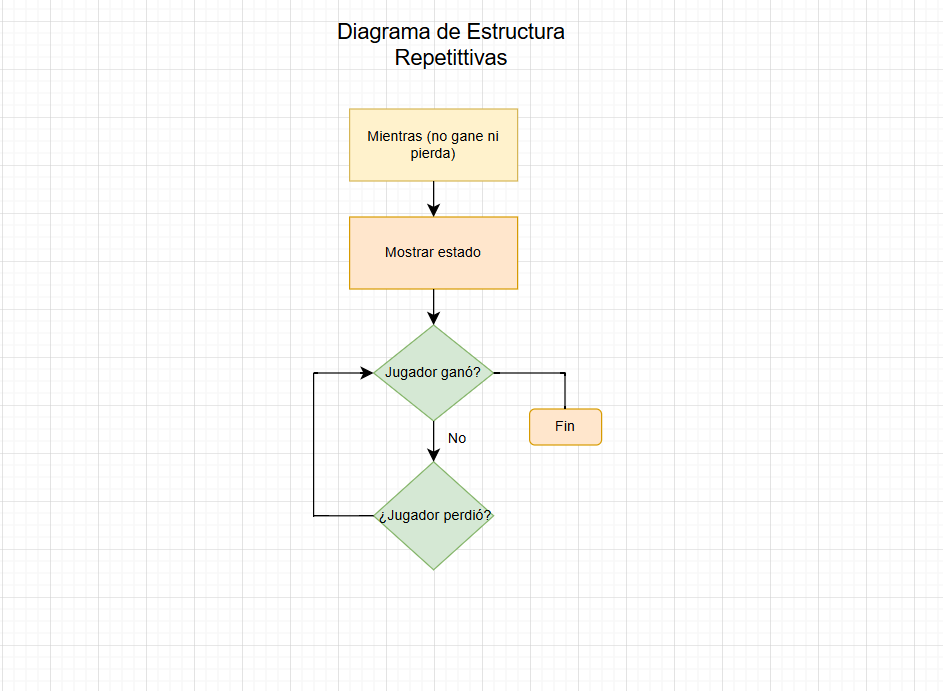 Diagrama de Estructura
Repetittivas
Mientras (no gane ni
pierda)
Mostrar estado
Jugador ganó?
Fin
No
¿Jugador perdió?